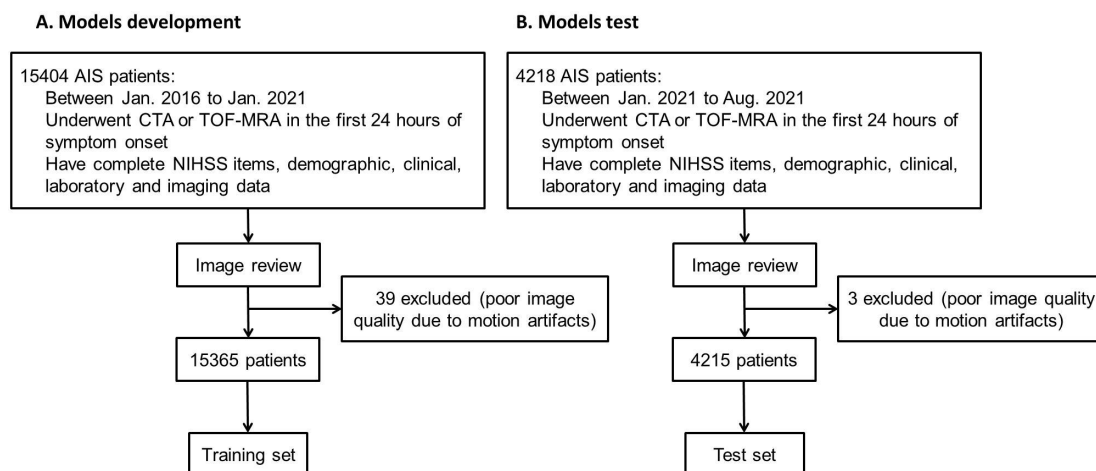 A. Models development
15404 AIS patients:
Between Jan. 2016 to Jan. 2021
Underwent CTA or TOF-MRA in the first 24 hours of
symptom onset
Have complete NIHSS items, demographic, clinical,
laboratory and imaging data
Image review
39 excluded (poor image
quality due to motion artifacts)
15365 patients
Training set
B. Models test
4218 AIS patients:
Between Jan. 2021 to Aug. 2021
Underwent CTA or TOF-MRA in the first 24 hours of
symptom onset
Have complete NIHSS items, demographic, clinical,
laboratory and imaging data
Image review
3 excluded (poor image quality
due to motion artifacts)
4215 patients
Test set